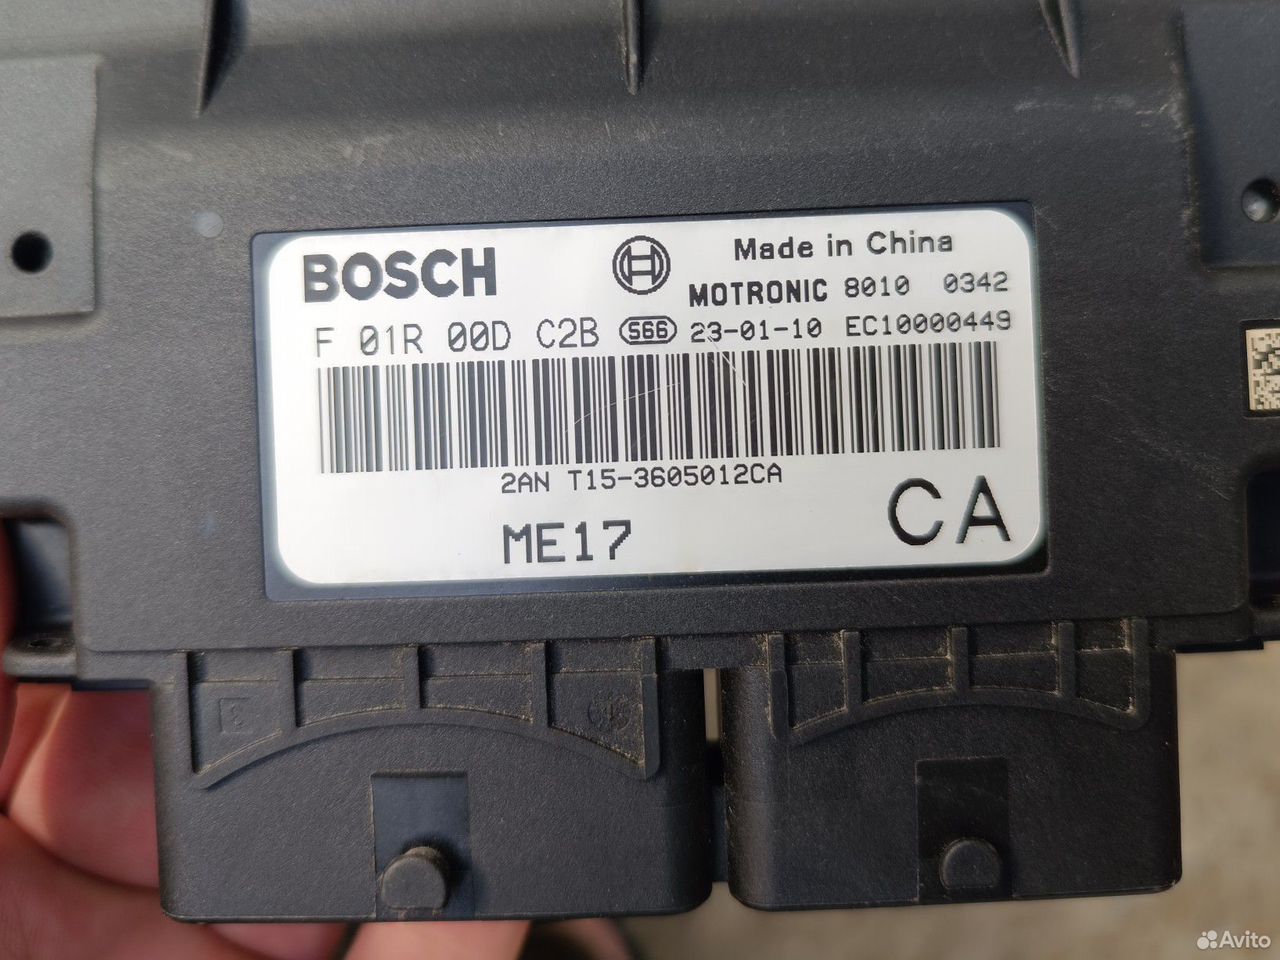 BOSCH
Made in China
MOTRONIC 8010 0342
F 01R 00D C2B 566 23-01-10 EC10000449
2AN T15-3605012CA
ME17
CA
Avito